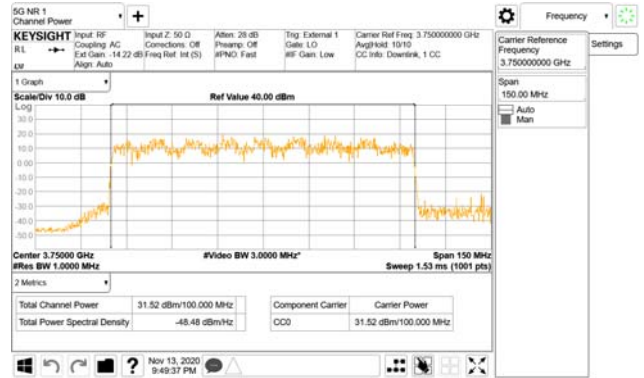 5G NR 1
Channel Power
Frequency
KEYSIGHT
RL
Input: RF
Coupling: AC
Ext Gain: -14.22 dB
Align: Auto
Input Z: 50 Ω
Corrections: Off
Freq Ref: Int (S)
Atten: 28 dB
Preamp: Off
#PNO: Fast
Trig: External 1
Gate: LO
#IF Gain: Low
Carrier Ref Freq: 3.750000000 GHz
Avg|Hold: 10/10
CC Info: Downlink, 1 CC
Carrier Reference
Frequency
3.750000000 GHz
Settings
Span
150.00 MHz
Auto
Man
1 Graph
Scale/Div 10.0 dB
Ref Value 40.00 dBm
Log
30.0
20.0
10.0
0.00
-10.0
-20.0
-30.0
-40.0
-50.0
Center 3.75000 GHz
#Video BW 3.0000 MHz*
Span 150 MHz
#Res BW 1.0000 MHz
Sweep 1.53 ms (1001 pts)
2 Metrics
Total Channel Power 31.52 dBm/100.000 MHz
Total Power Spectral Density -48.48 dBm/Hz
Component Carrier Carrier Power
CC0 31.52 dBm/100.000 MHz
?
Nov 13, 2020
9:49:37 PM